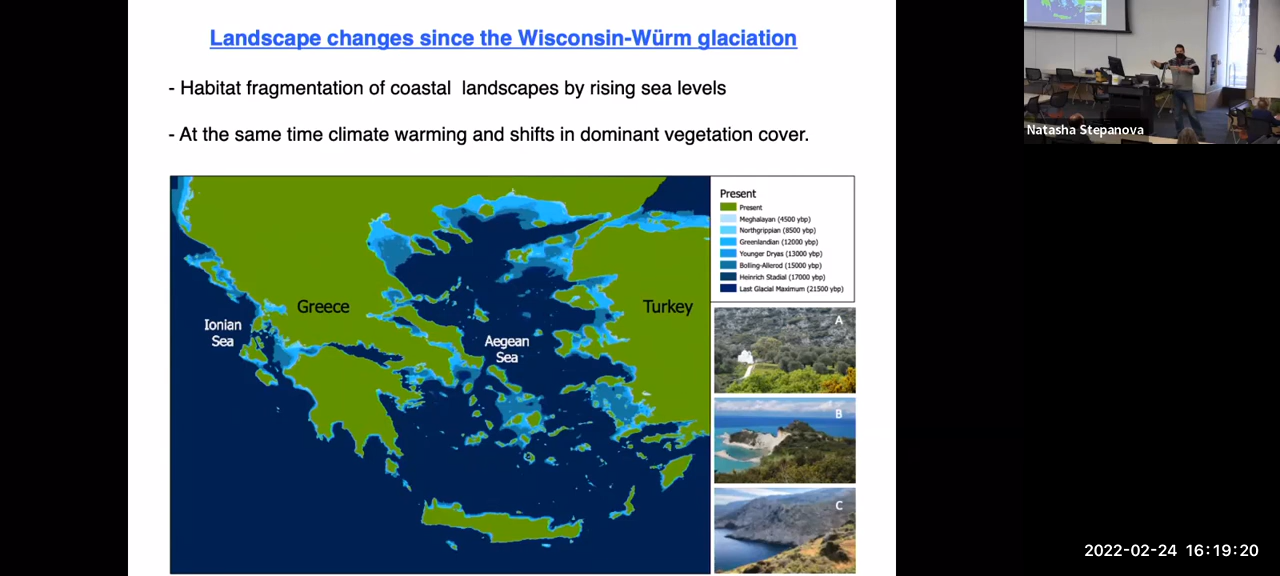 Landscape changes since the Wisconsin-Würm glaciation
- Habitat fragmentation of coastal landscapes by rising sea levels
- At the same time climate warming and shifts in dominant vegetation cover.
Greece
Turkey
Ionian
Sea
Aegean
Sea
Present
Present
Meghalayan (4500 ybp)
Northgrippian (8500 ybp)
Greenlandian (12000 ybp)
Younger Dryas (13000 ybp)
Bolling-Allerod (15000 ybp)
Heinrich Stadial (17000 ybp)
Last Glacial Maximum (21500 ybp)
A
B
C
Natasha Stepanova
2022-02-24 16:19:20